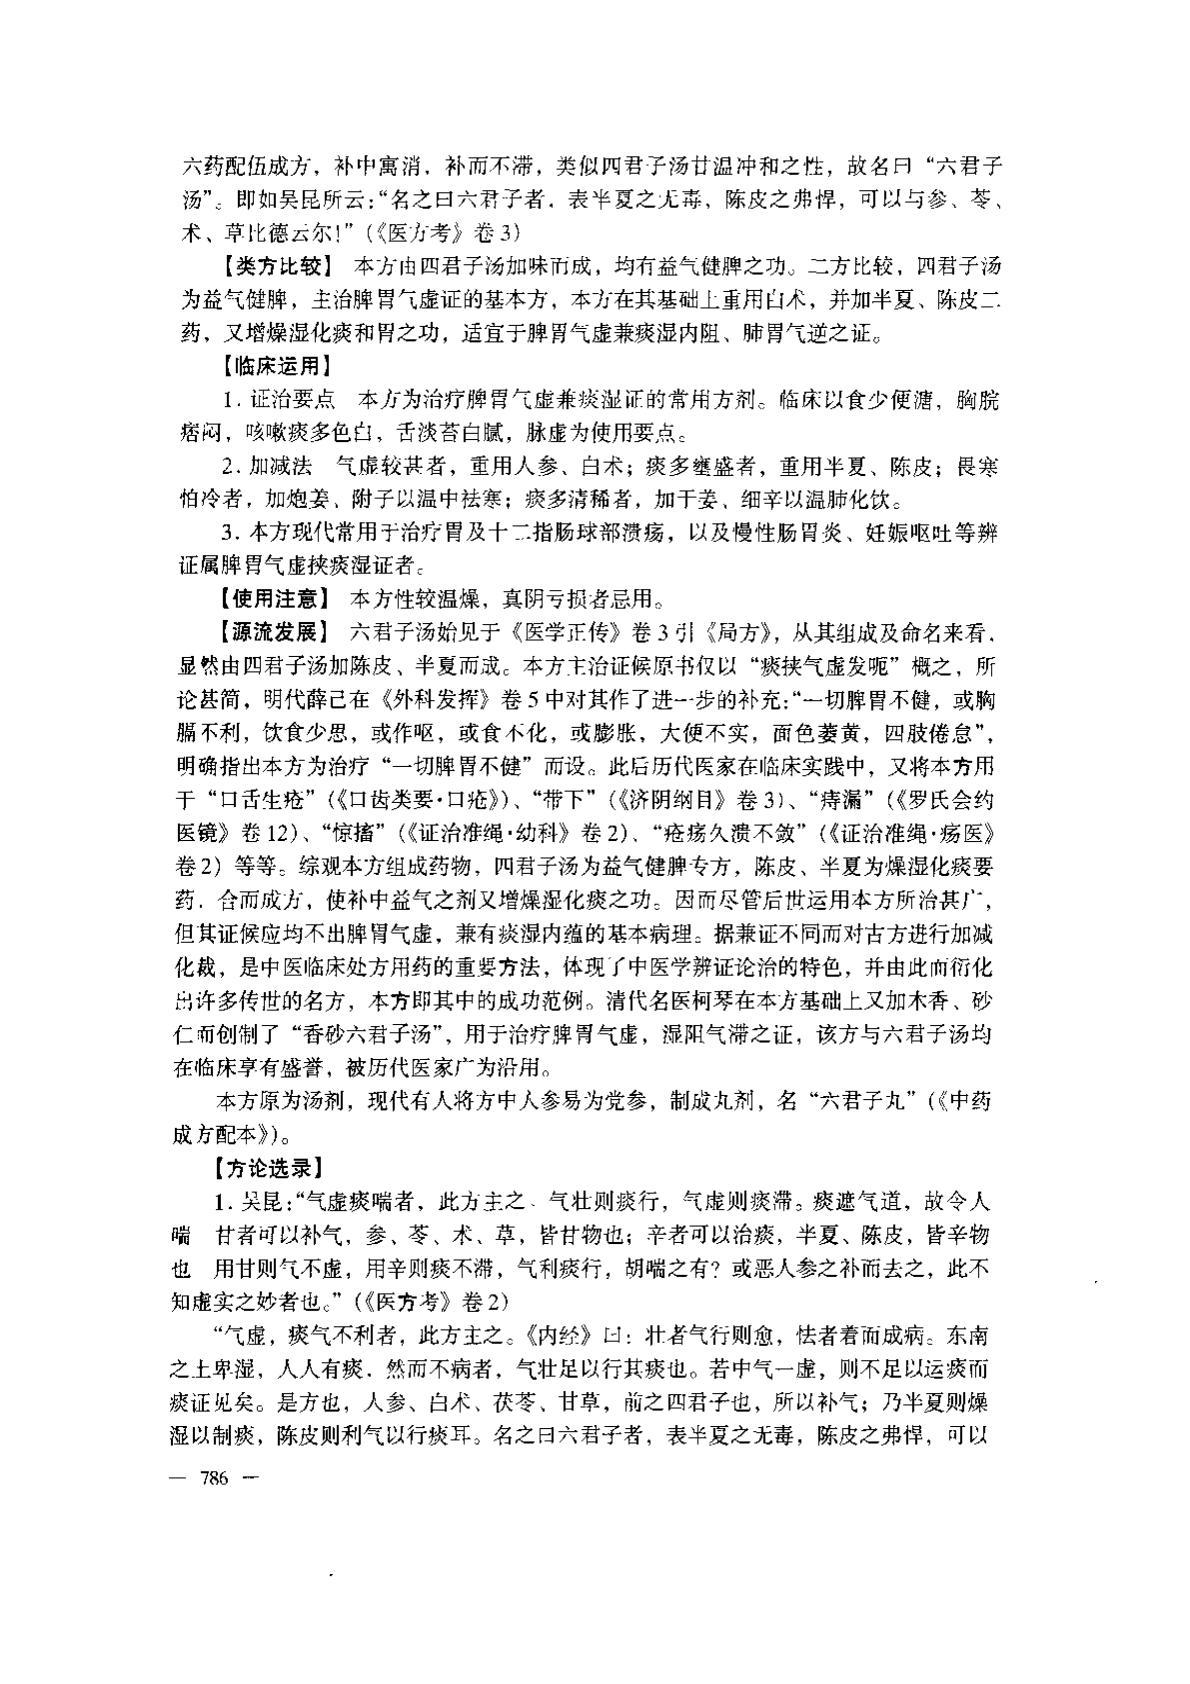 六药配伍成方，补中寓消，补而不滞，类似四君子汤甘温冲和之性，故名曰“六君子
汤”。即如吴昆所云：“名之曰六君子者，表半夏之无毒，陈皮之弗悍，可以与参、苓、
术、草比德云尔！”（《医方考》卷3）
【类方比较】 本方由四君子汤加味而成，均有益气健脾之功。二方比较，四君子汤
为益气健脾，主治脾胃气虚证的基本方，本方在其基础上重用白术，并加半夏、陈皮二
药，又增燥湿化痰和胃之功，适宜于脾胃气虚兼痰湿内阻、肺胃气逆之证。
【临床运用】
1. 证治要点 本方为治疗脾胃气虚兼痰湿证的常用方剂。临床以食少便溏，胸脘
痞闷，咳嗽痰多色白，舌淡苔白腻，脉虚为使用要点。
2. 加减法 气虚较甚者，重用人参、白术；痰多壅盛者，重用半夏、陈皮；畏寒
怕冷者，加炮姜、附子以温中祛寒；痰多清稀者，加干姜、细辛以温肺化饮。
3. 本方现代常用于治疗胃及十二指肠球部溃疡，以及慢性肠胃炎、妊娠呕吐等辨
证属脾胃气虚挟痰湿证者。
【使用注意】 本方性较温燥，真阴亏损者忌用。
【源流发展】 六君子汤始见于《医学正传》卷3引《局方》，从其组成及命名来看，
显然由四君子汤加陈皮、半夏而成。本方主治证候原书仅以“痰挟气虚发呃”概之，所
论甚简，明代薛己在《外科发挥》卷5中对其作了进一步的补充：“一切脾胃不健，或胸
膈不利，饮食少思，或作呕，或食不化，或膨胀，大便不实，面色萎黄，四肢倦怠”，
明确指出本方为治疗“一切脾胃不健”而设。此后历代医家在临床实践中，又将本方用
于“口舌生疮”（《口齿类要·口疮》）、“带下”（《济阴纲目》卷3）、“痔漏”（《罗氏会约
医镜》卷12）、“惊搐”（《证治准绳·幼科》卷2）、“疮疡久溃不敛”（《证治准绳·疡医》
卷2）等等。综观本方组成药物，四君子汤为益气健脾专方，陈皮、半夏为燥湿化痰要
药，合而成方，使补中益气之剂又增燥湿化痰之功。因而尽管后世运用本方所治甚广，
但其证候应均不出脾胃气虚，兼有痰湿内蕴的基本病理。据兼证不同而对古方进行加减
化裁，是中医临床处方用药的重要方法，体现了中医学辨证论治的特色，并由此而衍化
出许多传世的名方，本方即其中的成功范例。清代名医柯琴在本方基础上又加木香、砂
仁而创制了“香砂六君子汤”，用于治疗脾胃气虚，湿阻气滞之证，该方与六君子汤均
在临床享有盛誉，被历代医家广为沿用。
本方原为汤剂，现代有人将方中人参易为党参，制成丸剂，名“六君子丸”（《中药
成方配本》）。
【方论选录】
1. 吴昆：“气虚痰喘者，此方主之、气壮则痰行，气虚则痰滞。痰遮气道，故令人
喘 甘者可以补气，参、苓、术、草，皆甘物也；辛者可以治痰，半夏、陈皮，皆辛物
也 用甘则气不虚，用辛则痰不滞，气利痰行，胡喘之有？或恶人参之补而去之，此不
知虚实之妙者也。”（《医方考》卷2）
“气虚，痰气不利者，此方主之。《内经》曰：壮者气行则愈，怯者着而成病。东南
之土卑湿，人人有痰，然而不病者，气壮足以行其痰也。若中气一虚，则不足以运痰而
痰证见矣。是方也，人参、白术、茯苓、甘草，前之四君子也，所以补气；乃半夏则燥
湿以制痰，陈皮则利气以行痰耳。名之曰六君子者，表半夏之无毒，陈皮之弗悍，可以
— 786 —